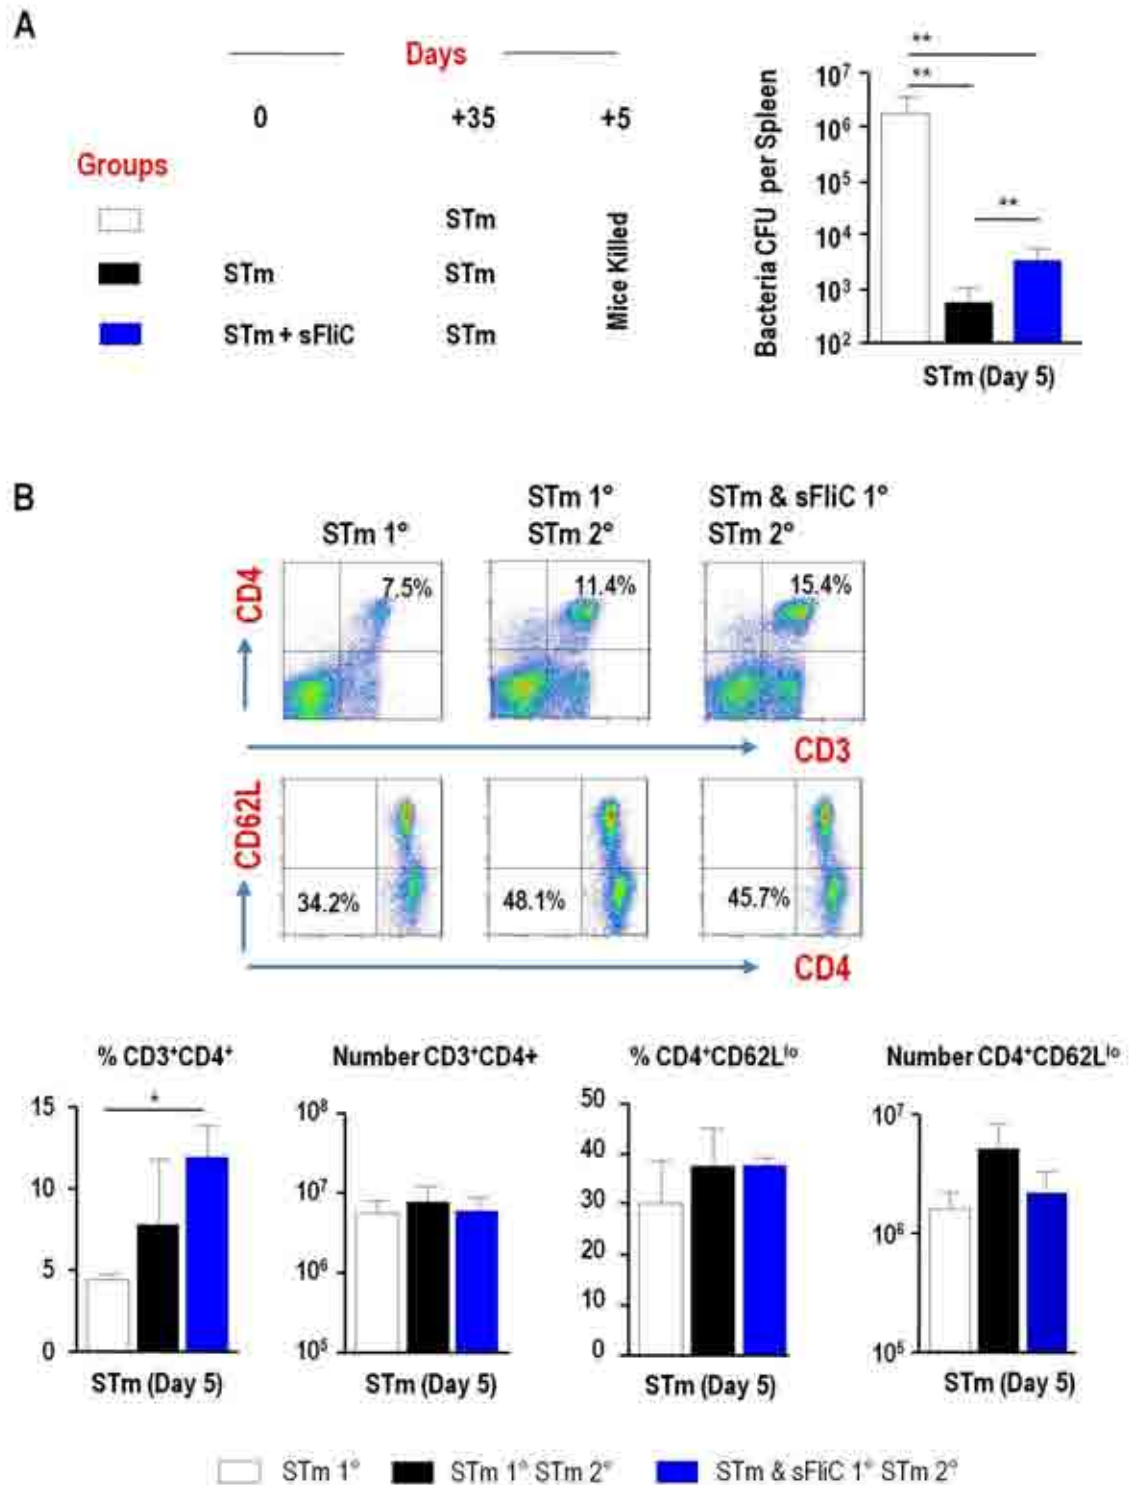 A
Days
0 +35 +5
Groups
STm
STm STm
STm + sFliC STm
Mice Killed
** 
**
**
Bacteria CFU per Spleen
10⁷
10⁶
10⁵
10⁴
10³
10²
STm (Day 5)
B
STm 1°
STm 1°
STm 2°
STm & sFliC 1°
STm 2°
CD4
7.5% 11.4% 15.4%
CD3
CD62L
34.2% 48.1% 45.7%
CD4
% CD3⁺CD4⁺
*
15
10
5
0
STm (Day 5)
Number CD3⁺CD4+
10⁸
10⁷
10⁶
10⁵
STm (Day 5)
% CD4⁺CD62Lˡᵒ
50
40
30
20
10
0
STm (Day 5)
Number CD4⁺CD62Lˡᵒ
10⁷
10⁶
10⁵
STm (Day 5)
STm 1° STm 1° STm 2° STm & sFliC 1° STm 2°